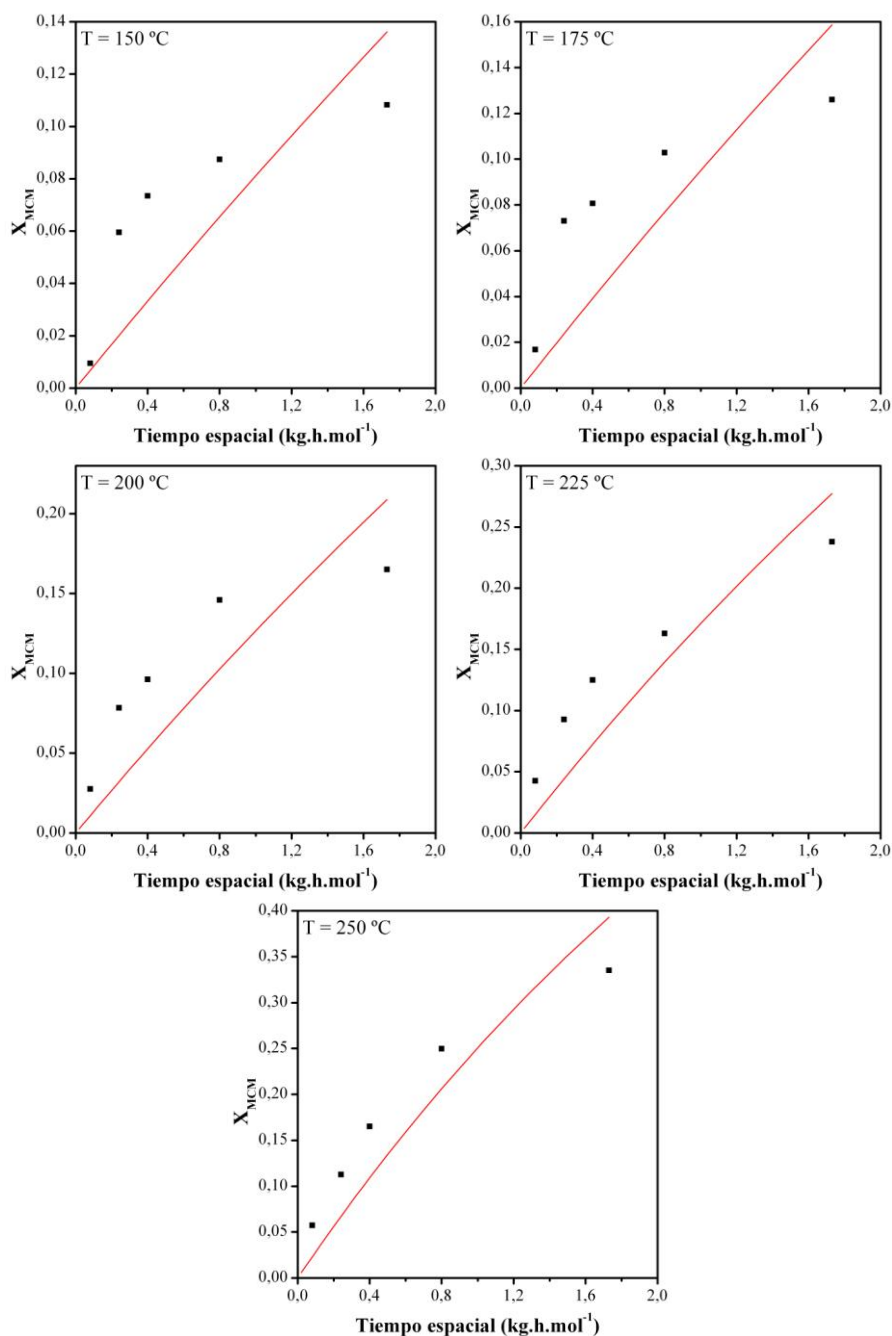 T = 150 ºC
0,14
0,12
0,10
0,08
0,06
0,04
0,02
0,00
X_MCM
0,0 0,4 0,8 1,2 1,6 2,0
Tiempo espacial (kg.h.mol⁻¹)
T = 175 ºC
0,16
0,14
0,12
0,10
0,08
0,06
0,04
0,02
0,00
X_MCM
0,0 0,4 0,8 1,2 1,6 2,0
Tiempo espacial (kg.h.mol⁻¹)
T = 200 ºC
0,20
0,15
0,10
0,05
0,00
X_MCM
0,0 0,4 0,8 1,2 1,6 2,0
Tiempo espacial (kg.h.mol⁻¹)
T = 225 ºC
0,30
0,25
0,20
0,15
0,10
0,05
0,00
X_MCM
0,0 0,4 0,8 1,2 1,6 2,0
Tiempo espacial (kg.h.mol⁻¹)
T = 250 ºC
0,40
0,35
0,30
0,25
0,20
0,15
0,10
0,05
0,00
X_MCM
0,0 0,4 0,8 1,2 1,6 2,0
Tiempo espacial (kg.h.mol⁻¹)